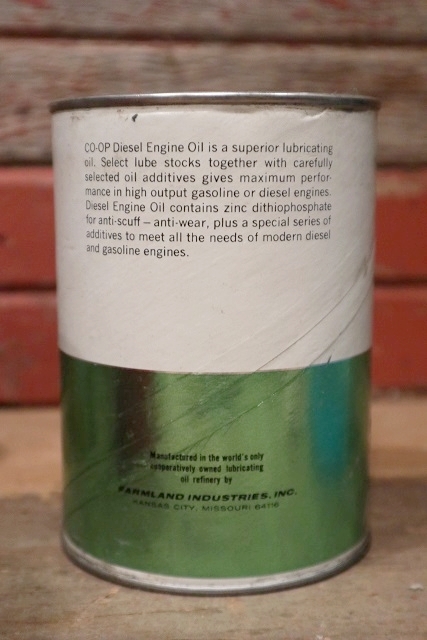 CO-OP Diesel Engine Oil is a superior lubricating
oil. Select lube stocks together with carefully
selected oil additives gives maximum perfor-
mance in high output gasoline or diesel engines.
Diesel Engine Oil contains zinc dithiophosphate
for anti-scuff — anti-wear, plus a special series of
additives to meet all the needs of modern diesel
and gasoline engines.
Manufactured in the world's only
cooperatively owned lubricating
oil refinery by
FARMLAND INDUSTRIES, INC.
KANSAS CITY, MISSOURI 64116